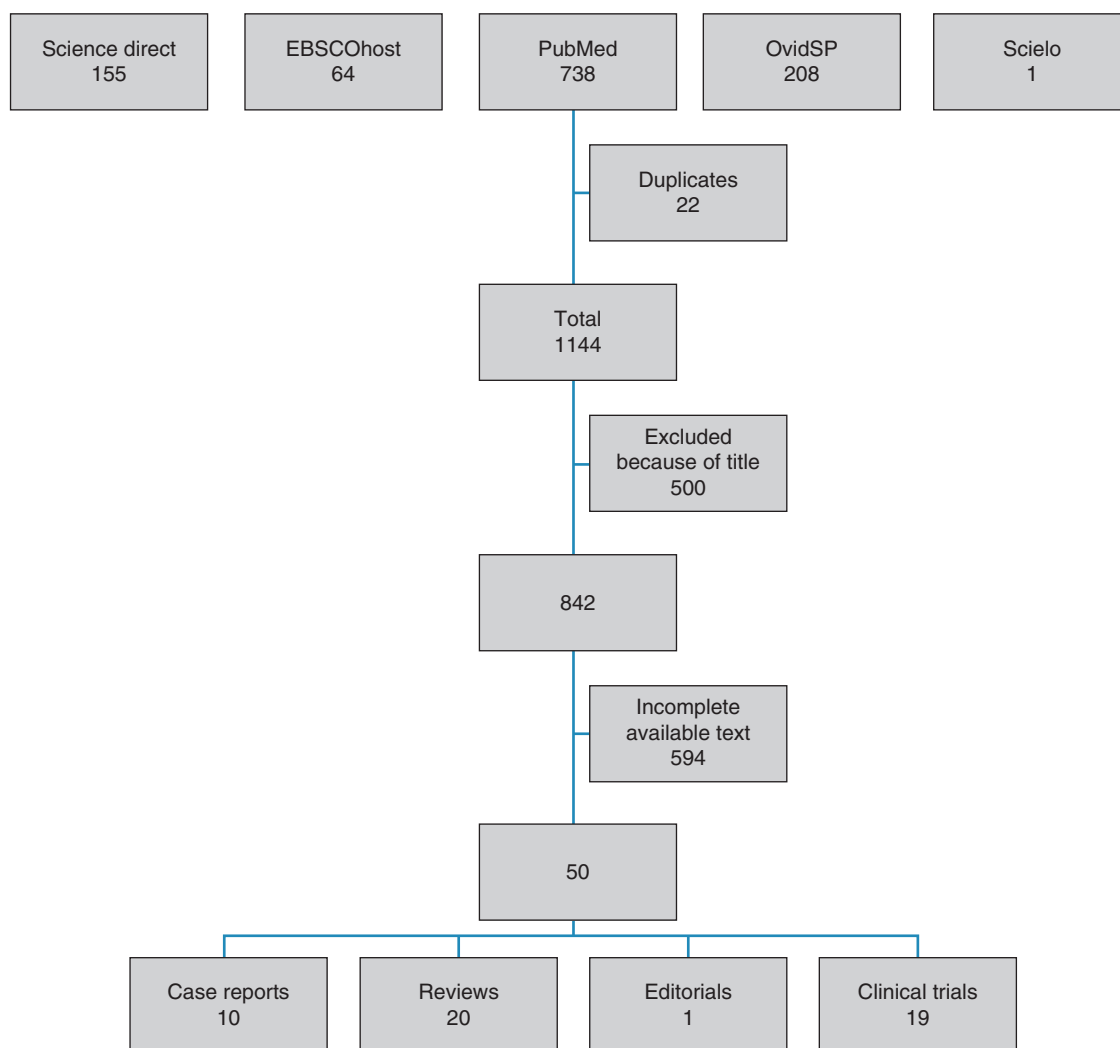 Science direct
155
EBSCOhost
64
PubMed
738
OvidSP
208
Scielo
1
Duplicates
22
Total
1144
Excluded
because of title
500
842
Incomplete
available text
594
50
Case reports
10
Reviews
20
Editorials
1
Clinical trials
19